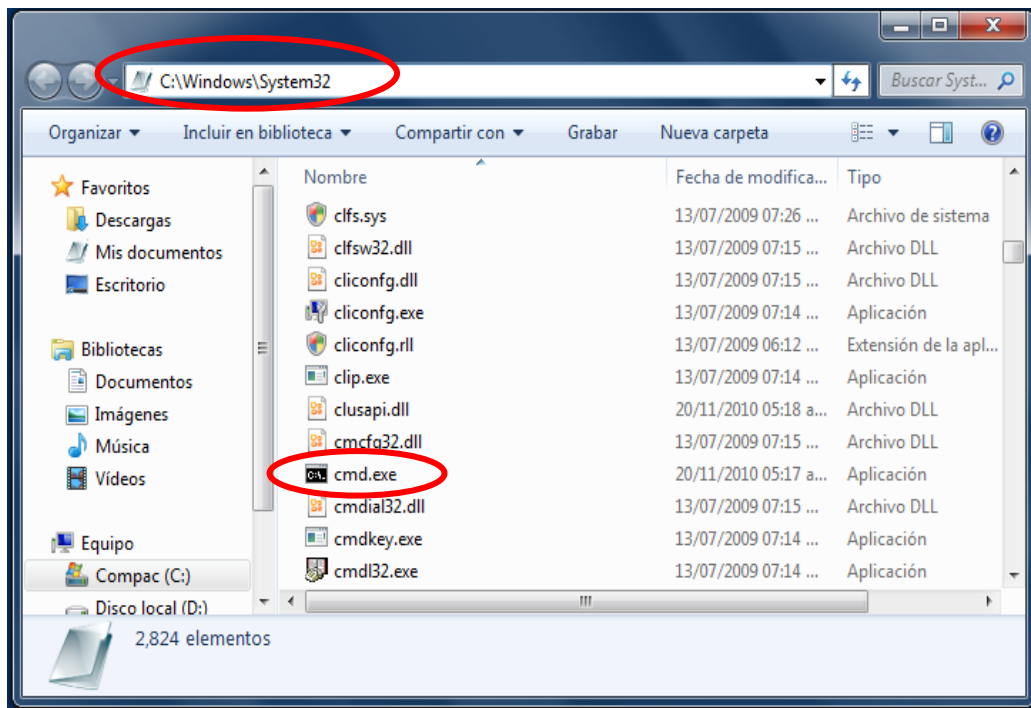 C:\Windows\System32
Buscar Syst...
Organizar Incluir en biblioteca Compartir con Grabar Nueva carpeta
Favoritos
Descargas
Mis documentos
Escritorio
Bibliotecas
Documentos
Imágenes
Música
Vídeos
Equipo
Compac (C:)
Disco local (D:)
Nombre Fecha de modifica... Tipo
clfs.sys 13/07/2009 07:26 ... Archivo de sistema
clfsw32.dll 13/07/2009 07:15 ... Archivo DLL
cliconfg.dll 13/07/2009 07:15 ... Archivo DLL
cliconfg.exe 13/07/2009 07:14 ... Aplicación
cliconfg.rll 13/07/2009 06:12 ... Extensión de la apl...
clip.exe 13/07/2009 07:14 ... Aplicación
clusapi.dll 20/11/2010 05:18 a... Archivo DLL
cmcfg32.dll 13/07/2009 07:15 ... Archivo DLL
C:\. cmd.exe 20/11/2010 05:17 a... Aplicación
cmdial32.dll 13/07/2009 07:15 ... Archivo DLL
cmdkey.exe 13/07/2009 07:14 ... Aplicación
cmdl32.exe 13/07/2009 07:14 ... Aplicación
2,824 elementos